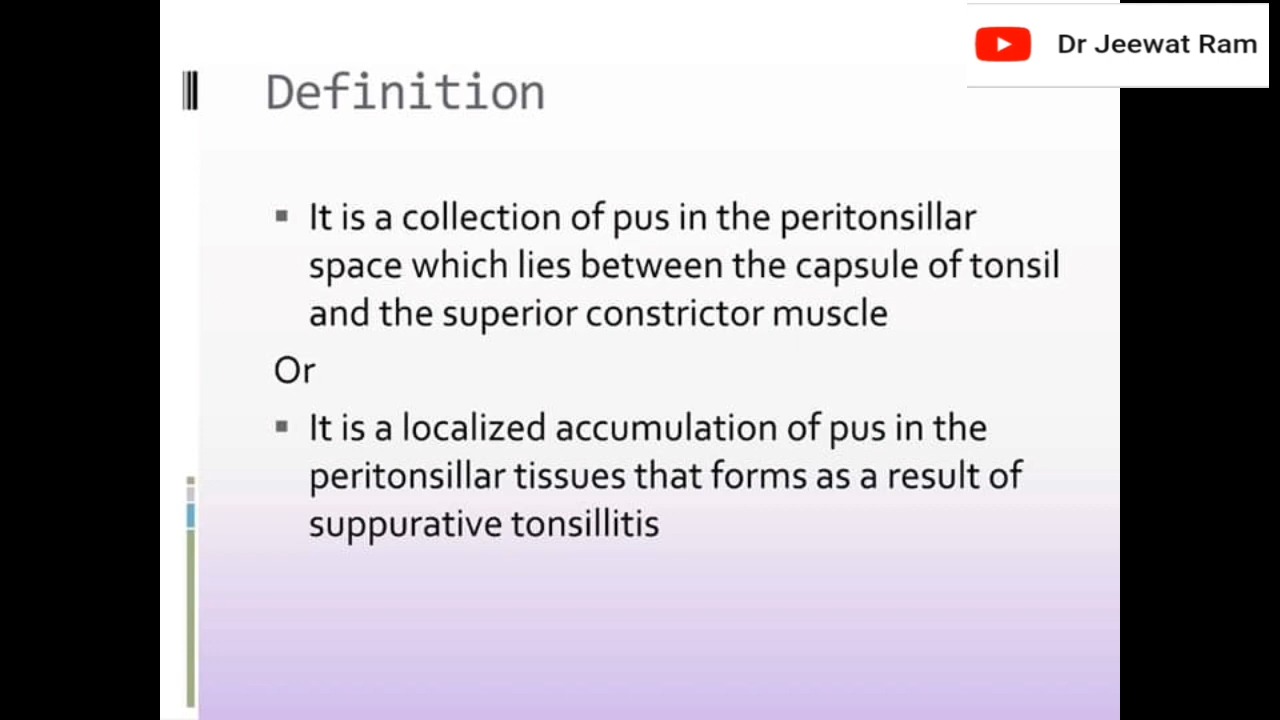 Dr Jeewat Ram
Definition
▪ It is a collection of pus in the peritonsillar
space which lies between the capsule of tonsil
and the superior constrictor muscle
Or
▪ It is a localized accumulation of pus in the
peritonsillar tissues that forms as a result of
suppurative tonsillitis